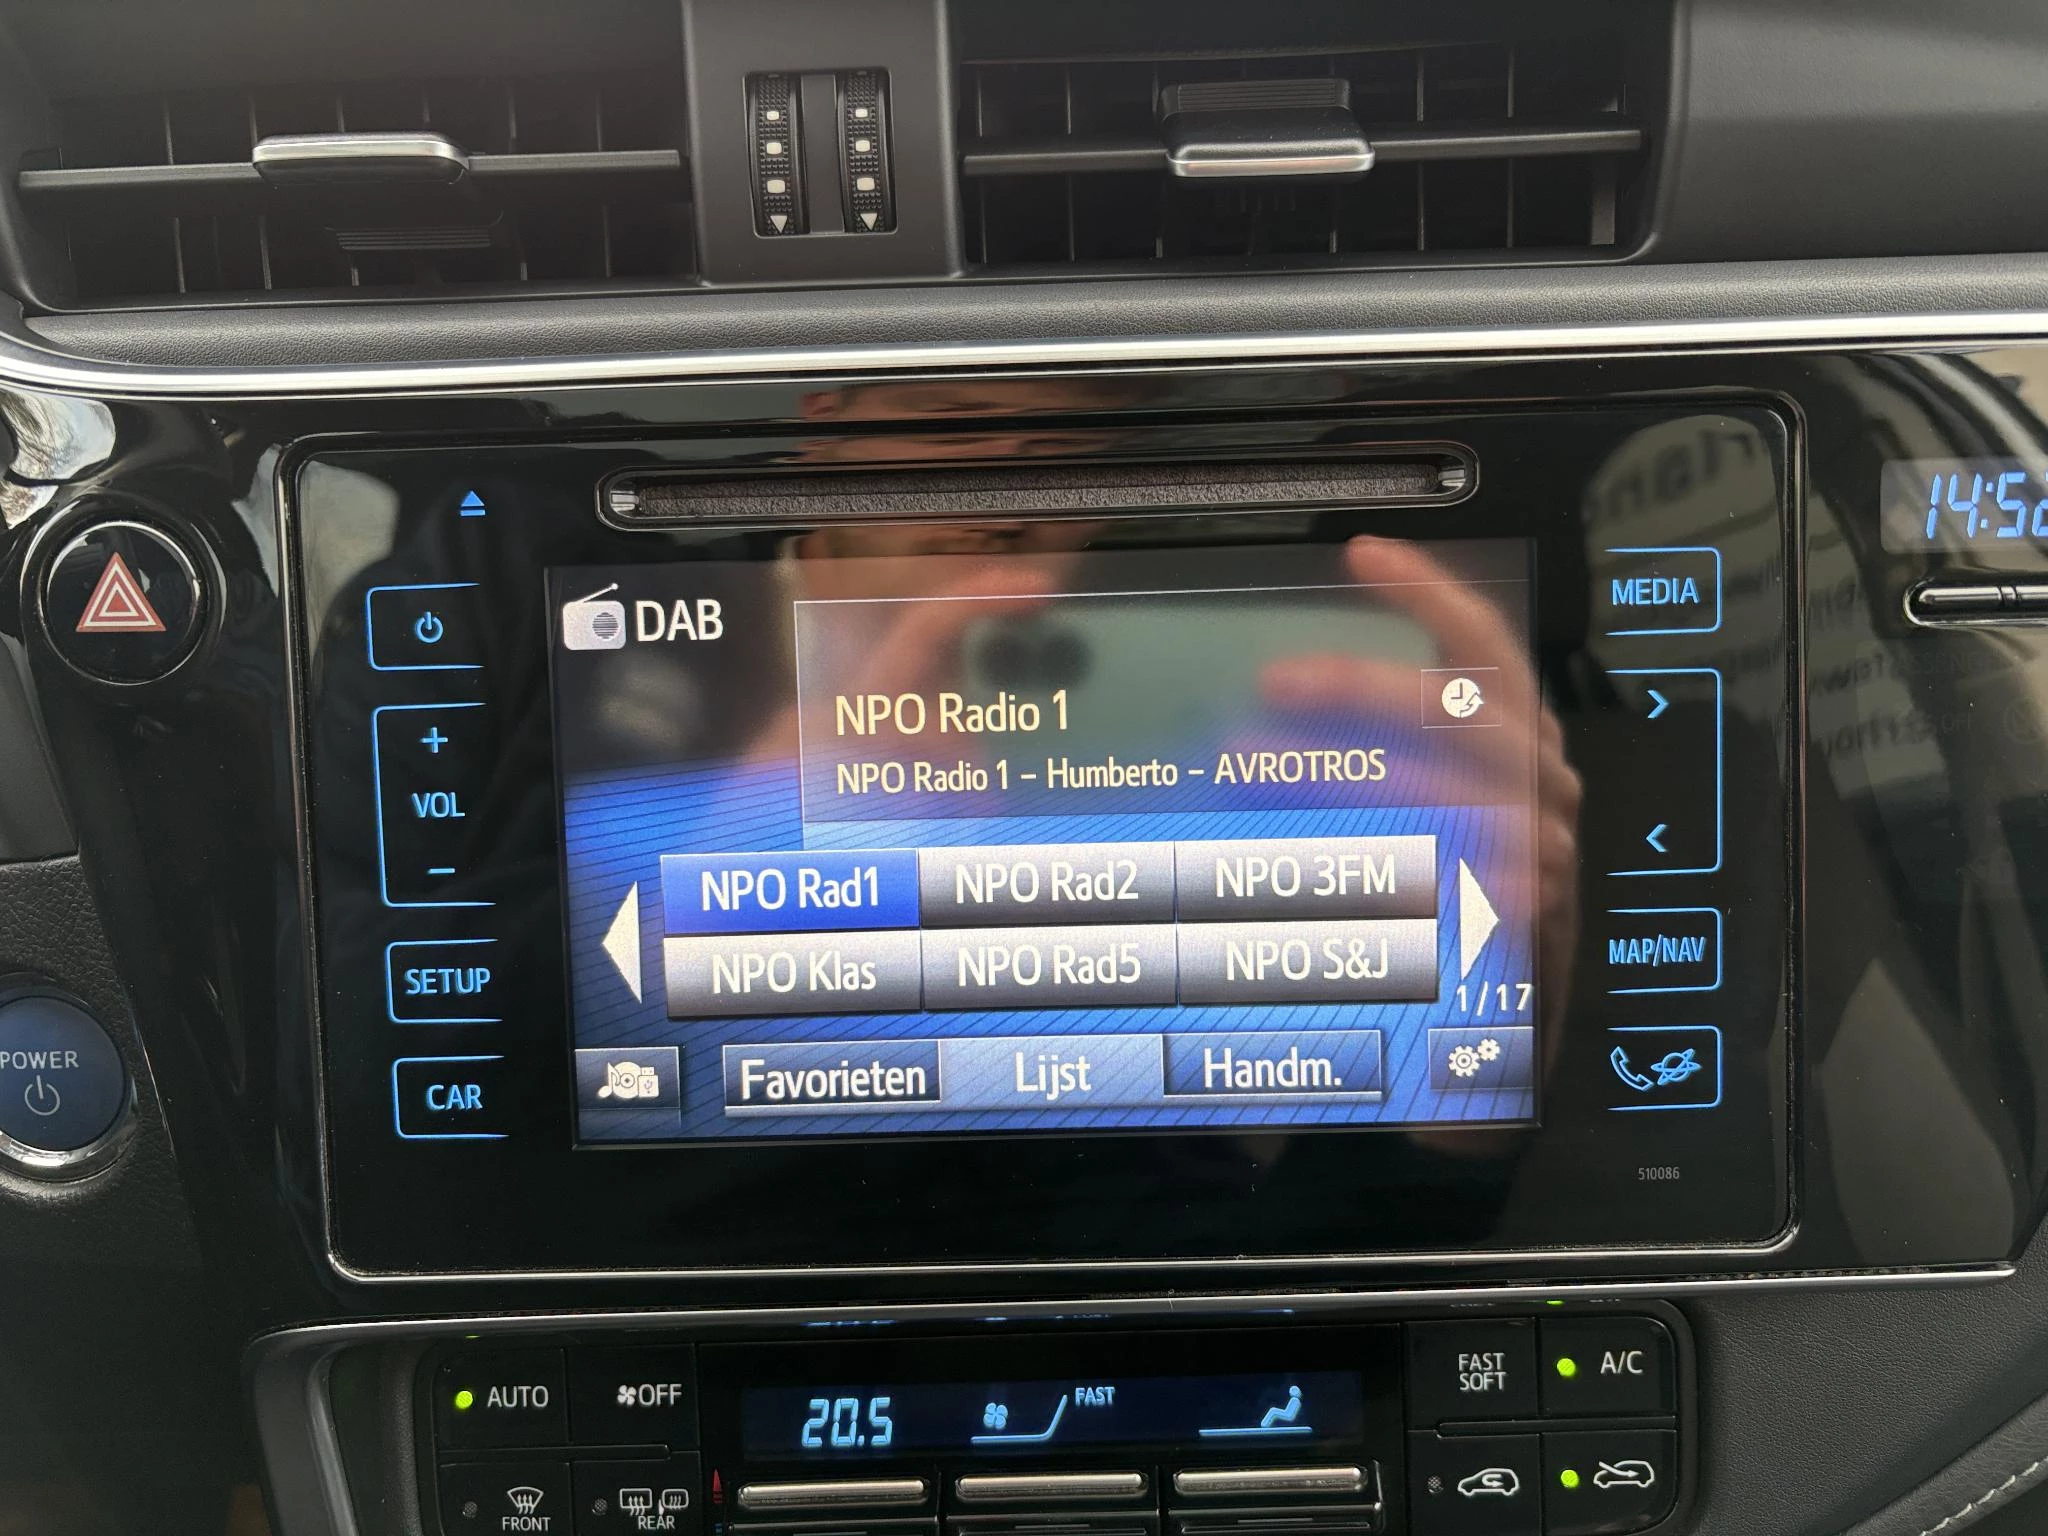 14:52
DAB
MEDIA
NPO Radio 1
NPO Radio 1 – Humberto – AVROTROS
+
VOL
–
NPO Rad1
NPO Rad2
NPO 3FM
NPO Klas
NPO Rad5
NPO S&J
1/17
SETUP
MAP/NAV
POWER
Favorieten
Lijst
Handm.
CAR
510086
AUTO
OFF
20.5
FAST
FAST
SOFT
A/C
FRONT
REAR